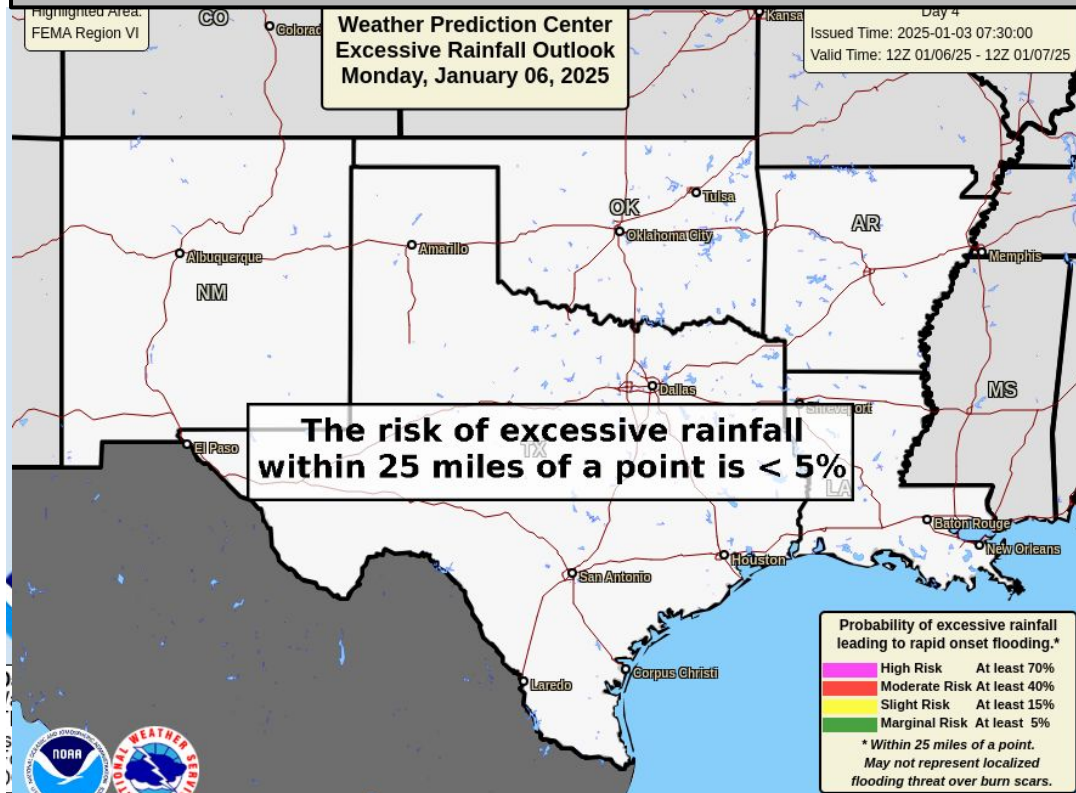 Highlighted Area:
FEMA Region VI
Weather Prediction Center
Excessive Rainfall Outlook
Monday, January 06, 2025
Day 4
Issued Time: 2025-01-03 07:30:00
Valid Time: 12Z 01/06/25 - 12Z 01/07/25
CO
Colorad
Kansa
Tulsa
OK
Oklahoma City
AR
Amarillo
Albuquerque
Memphis
NM
Dallas
MS
Shreveport
The risk of excessive rainfall
within 25 miles of a point is < 5%
El Paso
TX
LA
Baton Rouge
New Orleans
Houston
San Antonio
Corpus Christi
Laredo
Probability of excessive rainfall
leading to rapid onset flooding.*
High Risk At least 70%
Moderate Risk At least 40%
Slight Risk At least 15%
Marginal Risk At least 5%
* Within 25 miles of a point.
May not represent localized
flooding threat over burn scars.
NOAA